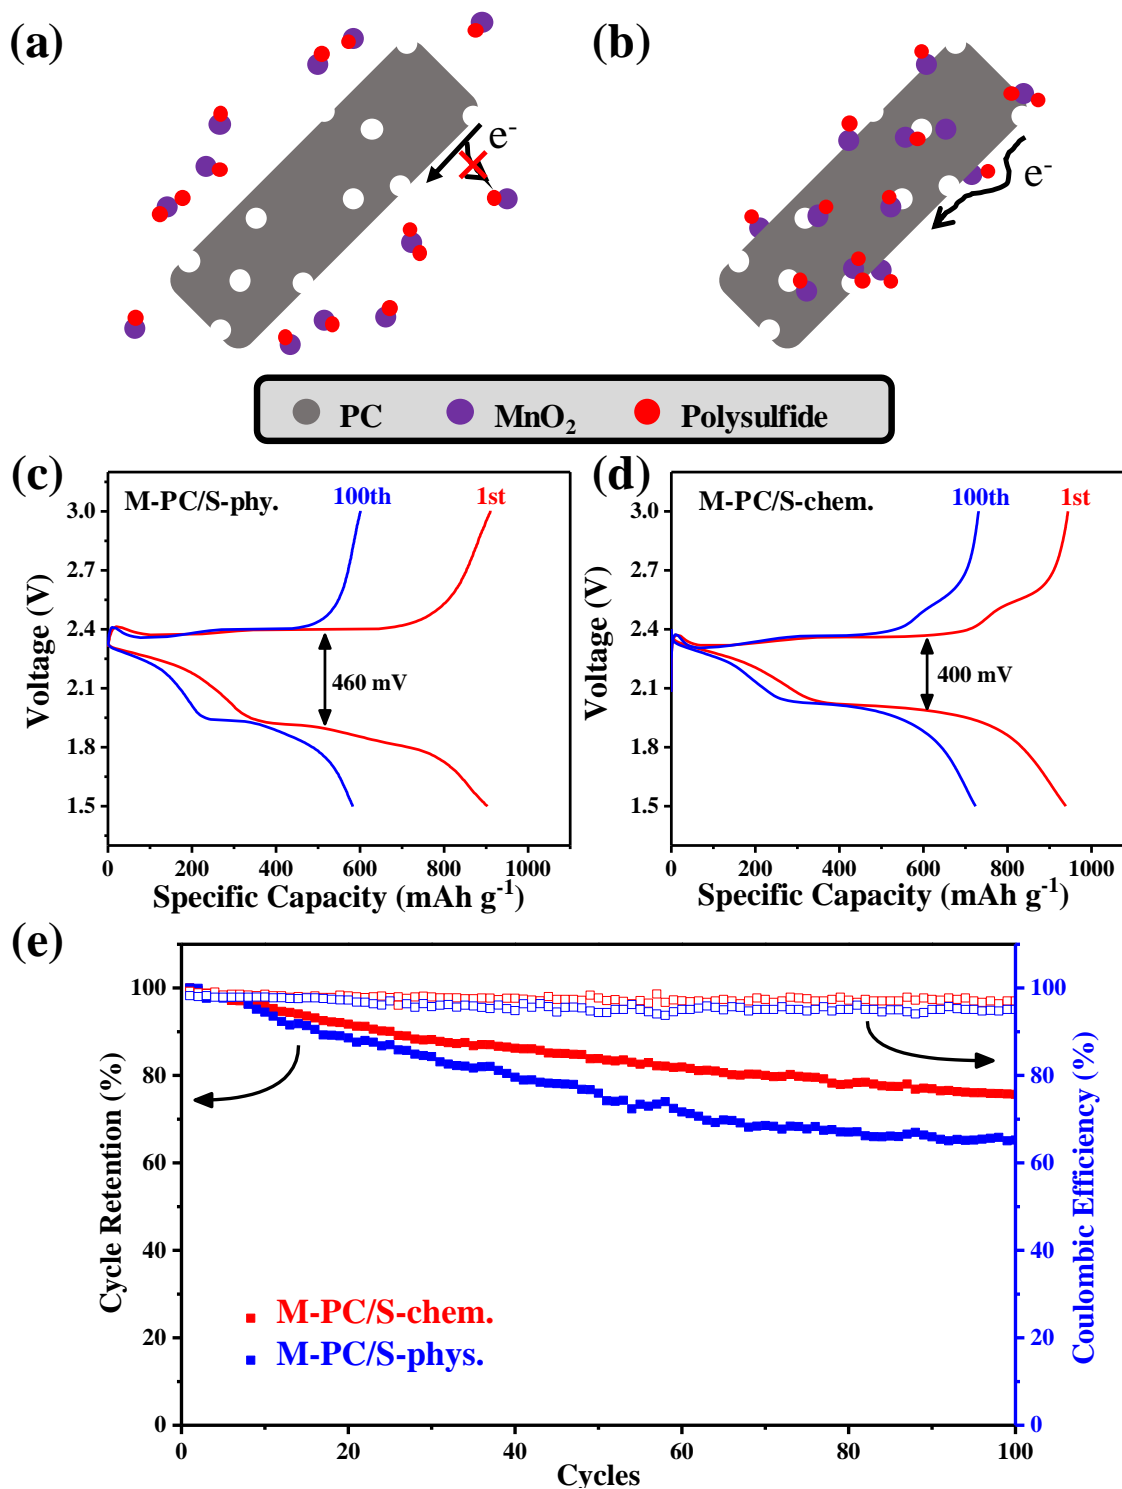 (a)
(b)
e⁻
e⁻
PC MnO₂ Polysulfide
(c)
M-PC/S-phy.
100th
1st
3.0
2.7
2.4
2.1
1.8
1.5
Voltage (V)
460 mV
0 200 400 600 800 1000
Specific Capacity (mAh g⁻¹)
(d)
M-PC/S-chem.
100th
1st
3.0
2.7
2.4
2.1
1.8
1.5
Voltage (V)
400 mV
0 200 400 600 800 1000
Specific Capacity (mAh g⁻¹)
(e)
100
80
60
40
20
0
Cycle Retention (%)
M-PC/S-chem.
M-PC/S-phys.
100
80
60
40
20
0
Coulombic Efficiency (%)
0 20 40 60 80 100
Cycles